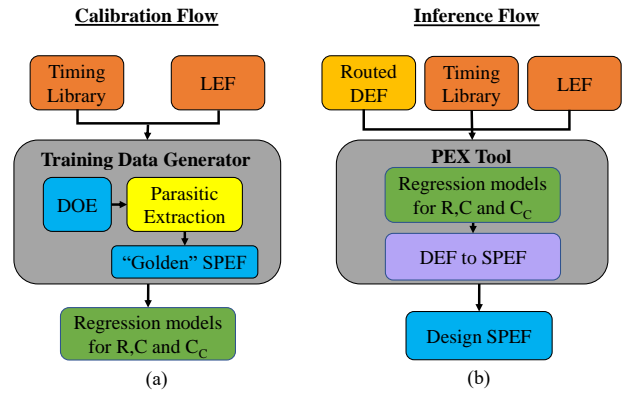 Calibration Flow
Timing
Library
LEF
Training Data Generator
DOE
Parasitic
Extraction
“Golden” SPEF
Regression models
for R,C and CC
(a)
Inference Flow
Routed
DEF
Timing
Library
LEF
PEX Tool
Regression models
for R,C and CC
DEF to SPEF
Design SPEF
(b)